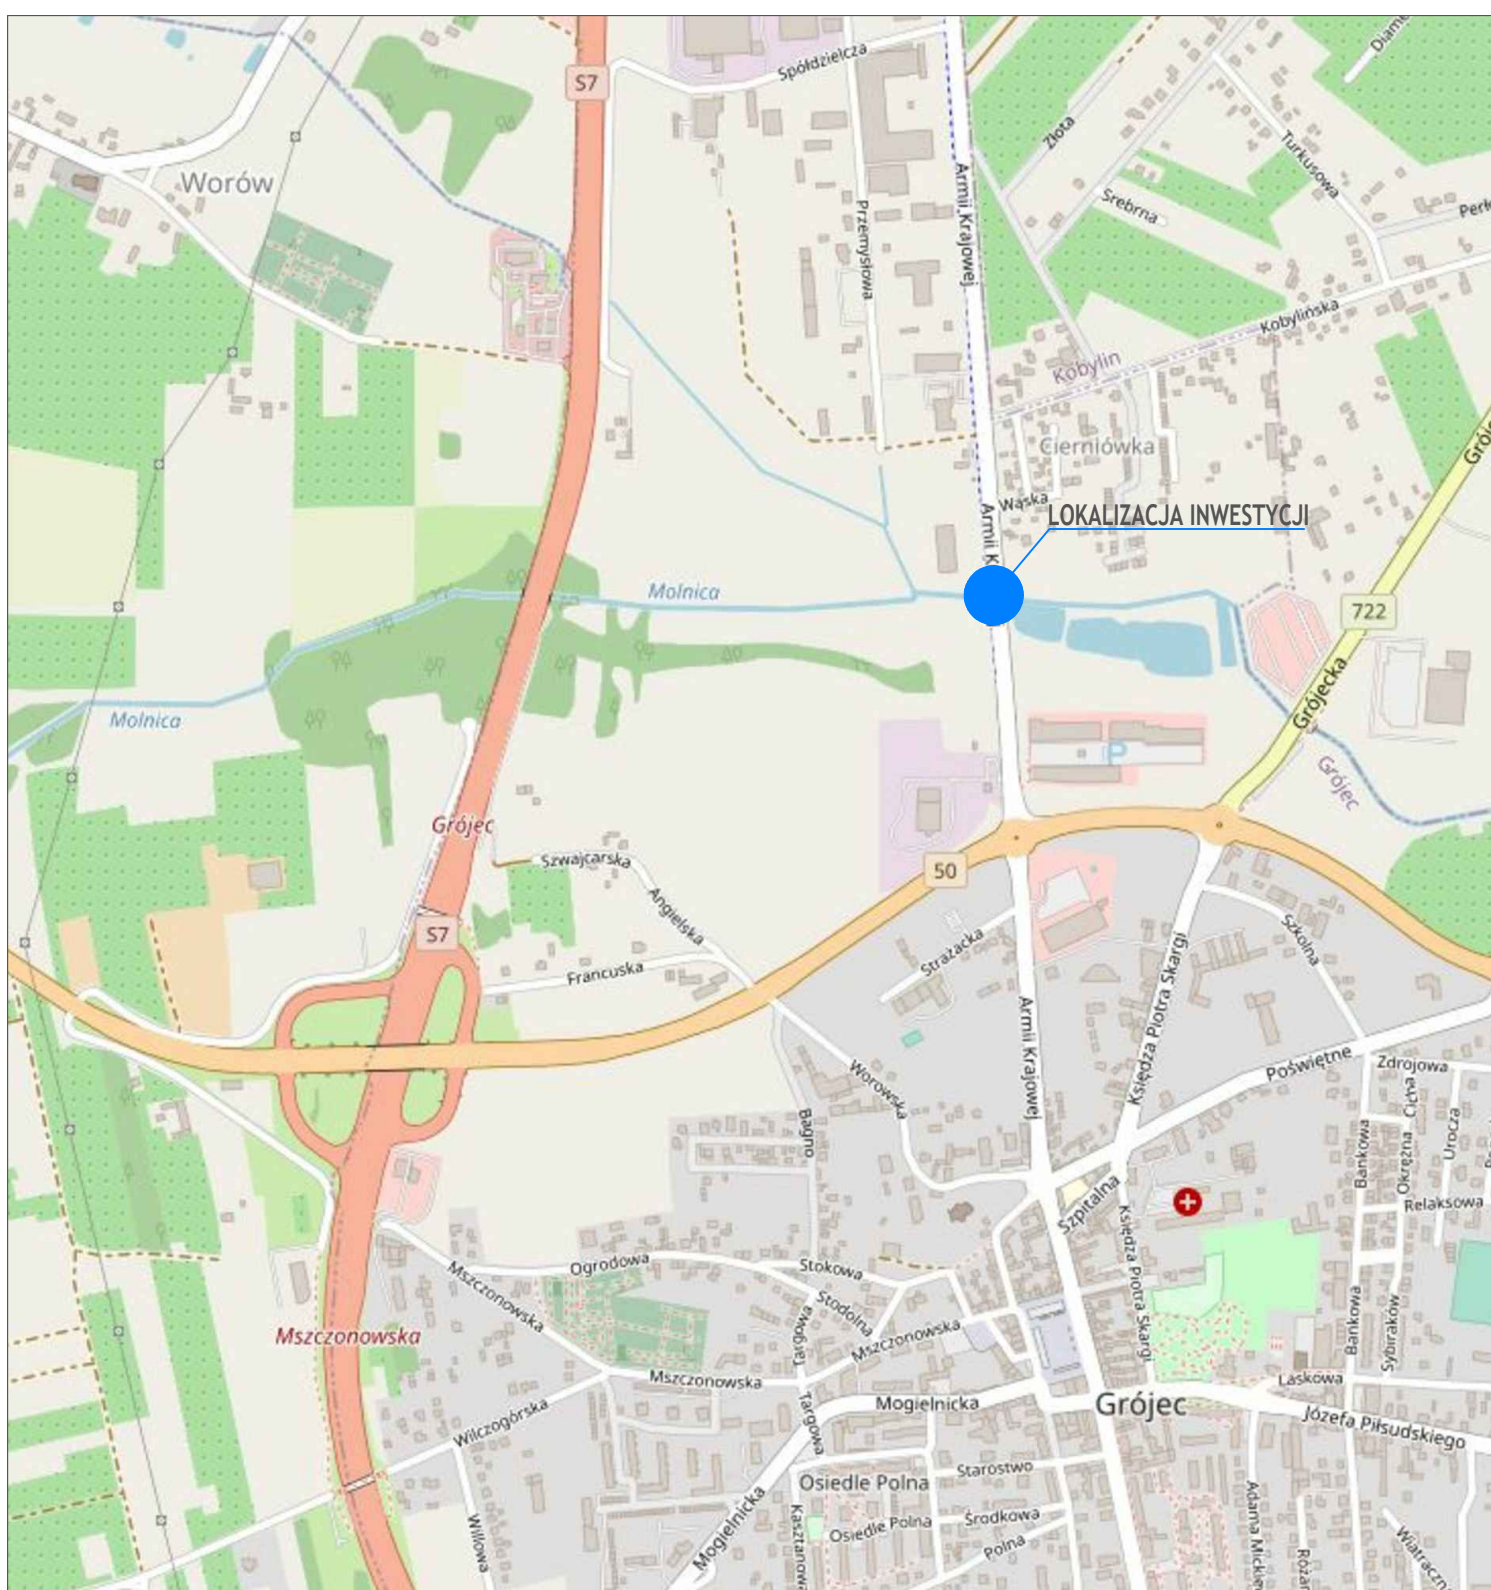 Spółdzielcza
S7
Złota
Turkusowa
Worów
Armii Krajowej
Srebrna
Przemysłowa
Kobylińska
Kobylin
Cierniówka
Wąska
LOKALIZACJA INWESTYCJI
Molnica
722
Grójecka
Molnica
Grójec
Grójec
Szwajcarska
50
Angielska
S7
Strażacka
Księdza Piotra Skargi
Szkolna
Francuska
Armii Krajowej
Poświętne
Zdrojowa
Worowska
Bagno
Bankowa
Okrężna
Cicha
Urocza
Szpitalna
Relaksowa
Księdza Piotra Skargi
Ogrodowa
Stokowa
Mszczonowska
Stodolna
Targowa
Bankowa
Sybiraków
Mszczonowska
Mszczonowska
Mszczonowska
Laskowa
Mogielnicka
Grójec
Józefa Piłsudskiego
Wilczogórska
Targowa
Starostwo
Osiedle Polna
Mogielnicka
Środkowa
Osiedle Polna
Polna
Willowa